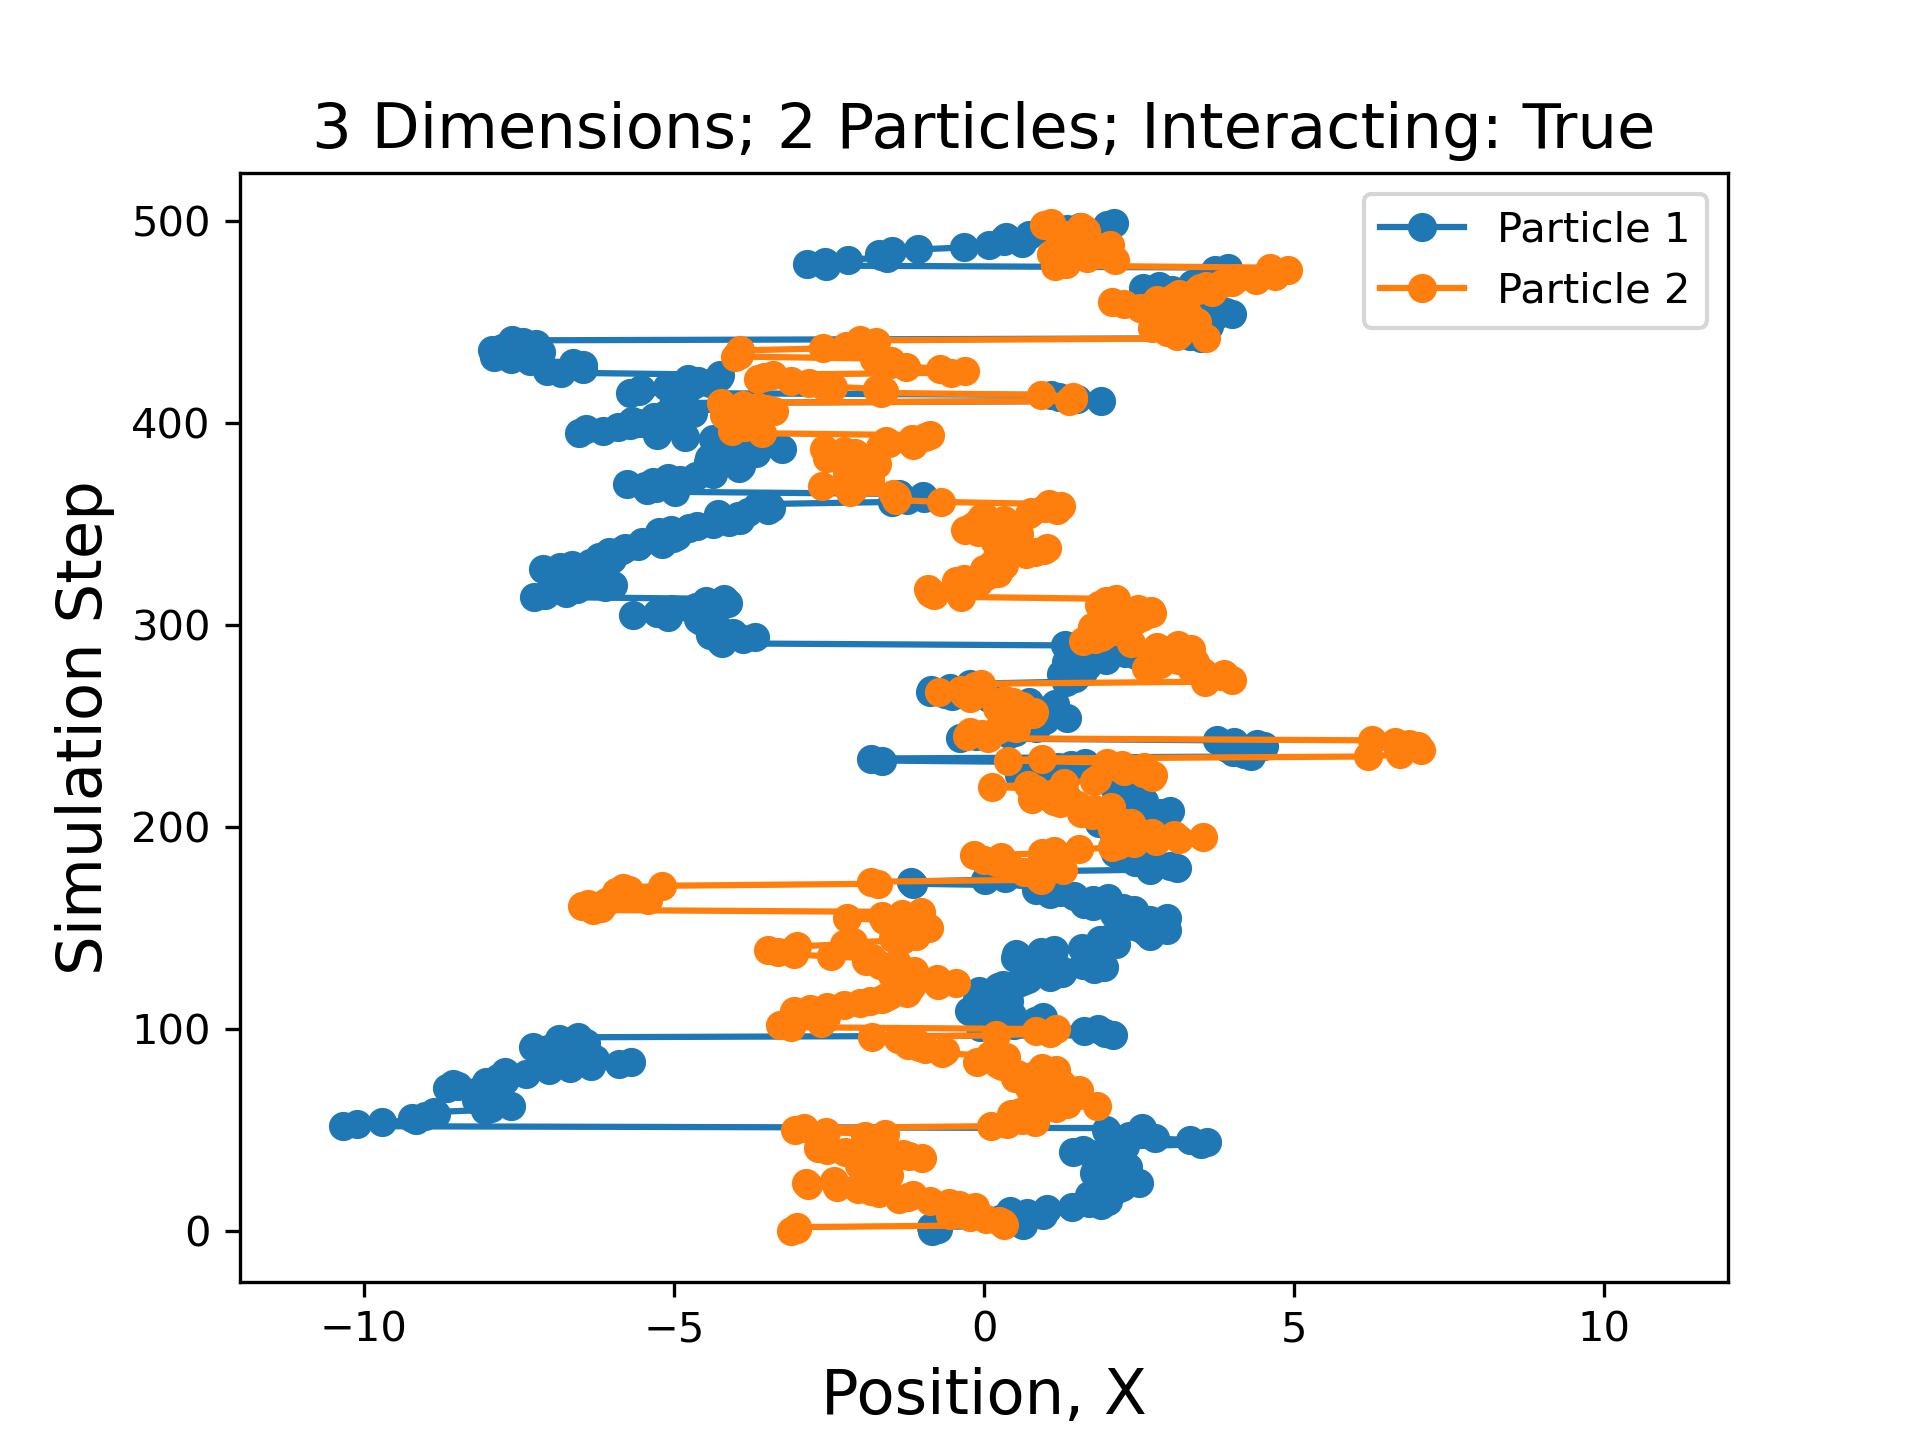 3 Dimensions; 2 Particles; Interacting: True
Particle 1
Particle 2
Simulation Step
500
400
300
200
100
0
−10
−5
0
5
10
Position, X